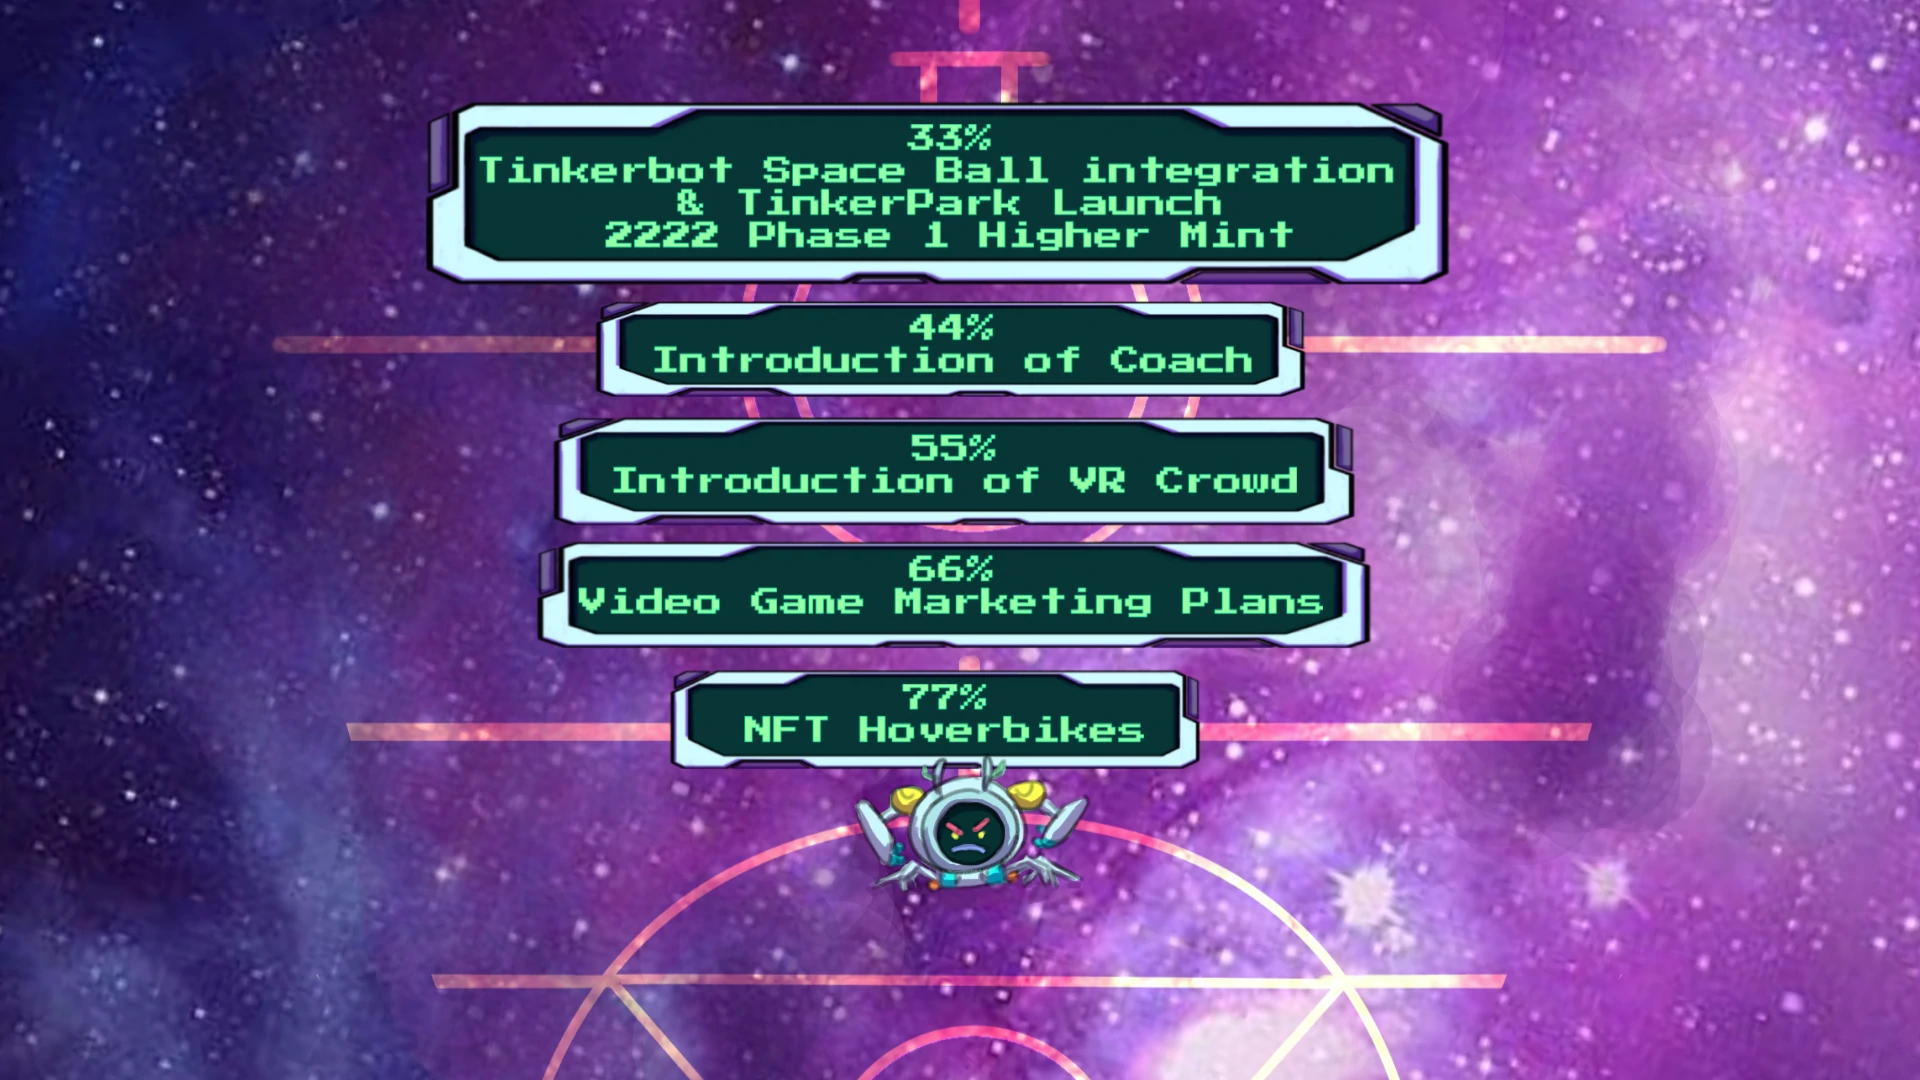 33%
Tinkerbot Space Ball integration
& TinkerPark Launch
2222 Phase 1 Higher Mint
44%
Introduction of Coach
55%
Introduction of VR Crowd
66%
Video Game Marketing Plans
77%
NFT Hoverbikes